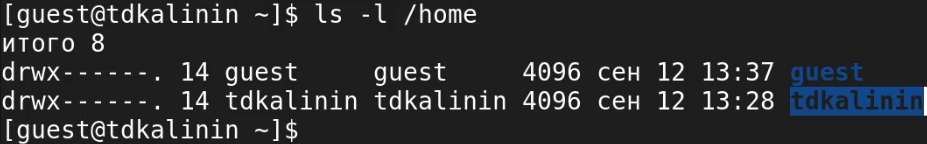 [guest@tdkalinin ~]$ ls -l /home
итого 8
drwx------. 14 guest     guest     4096 сен 12 13:37 guest
drwx------. 14 tdkalinin tdkalinin 4096 сен 12 13:28 tdkalinin
[guest@tdkalinin ~]$